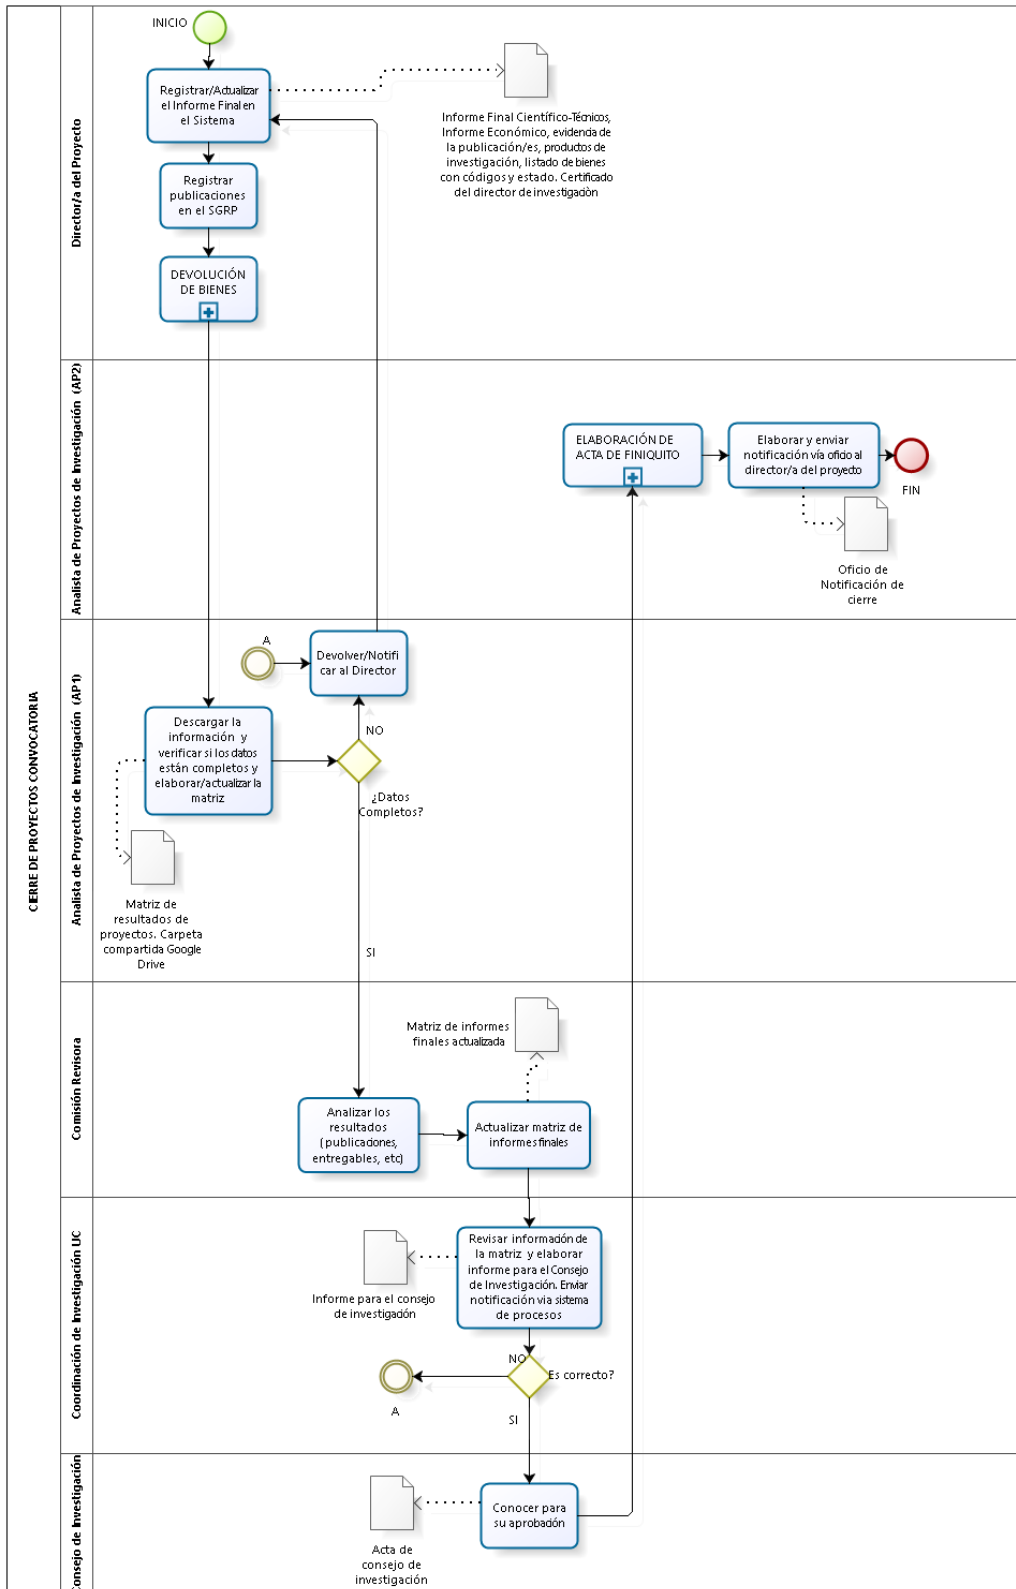 CIERRE DE PROYECTOS CONVOCATORIA
Director/a del Proyecto
INICIO
Registrar/Actualizar
el Informe Final en
el Sistema
Informe Final Científico-Técnicos,
Informe Económico, evidencia de
la publicación/es, productos de
investigación, listado de bienes
con códigos y estado. Certificado
del director de investigaciòn
Registrar
publicaciones
en el SGRP
DEVOLUCIÓN
DE BIENES
Analista de Proyectos de Investigación (AP2)
ELABORACIÓN DE
ACTA DE FINIQUITO
Elaborar y enviar
notificación vía oficio al
director/a del proyecto
FIN
Oficio de
Notificación de
cierre
Analista de Proyectos de Investigación (AP1)
A
Devolver/Notifi
car al Director
Descargar la
información y
verificar si los datos
están completos y
elaborar/actualizar la
matriz
NO
¿Datos
Completos?
Matriz de
resultados de
proyectos. Carpeta
compartida Google
Drive
SI
Comisión Revisora
Matriz de informes
finales actualizada
Analizar los
resultados
(publicaciones,
entregables, etc)
Actualizar matriz de
informes finales
Coordinación de Investigación UC
Revisar información de
la matriz y elaborar
informe para el Consejo
de Investigación. Enviar
notificación via sistema
de procesos
Informe para el consejo
de investigación
NO
Es correcto?
A
SI
Consejo de Investigación
Conocer para
su aprobación
Acta de
consejo de
investigación